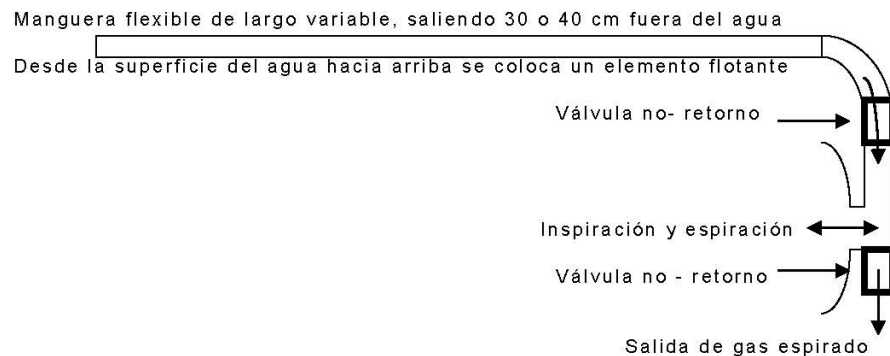 Manguera flexible de largo variable, saliendo 30 o 40 cm fuera del agua
Desde la superficie del agua hacia arriba se coloca un elemento flotante
Válvula no- retorno
Inspiración y espiración
Válvula no - retorno
Salida de gas espirado